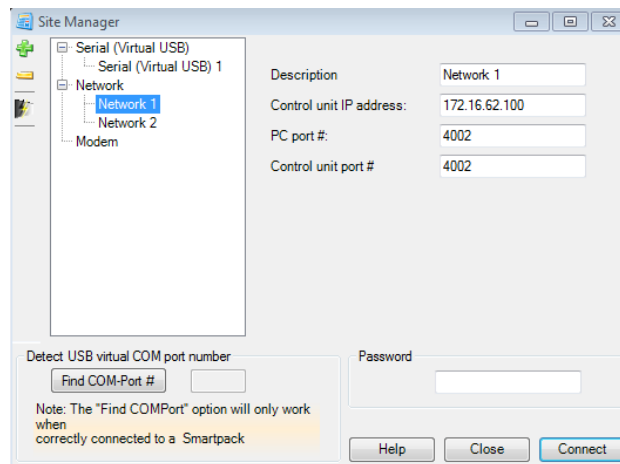 Site Manager
Serial (Virtual USB)
Serial (Virtual USB) 1
Network
Network 1
Network 2
Modem
Description
Network 1
Control unit IP address:
172.16.62.100
PC port #:
4002
Control unit port #
4002
Detect USB virtual COM port number
Find COM-Port #
Note: The "Find COMPort" option will only work
when
correctly connected to a Smartpack
Password
Help
Close
Connect